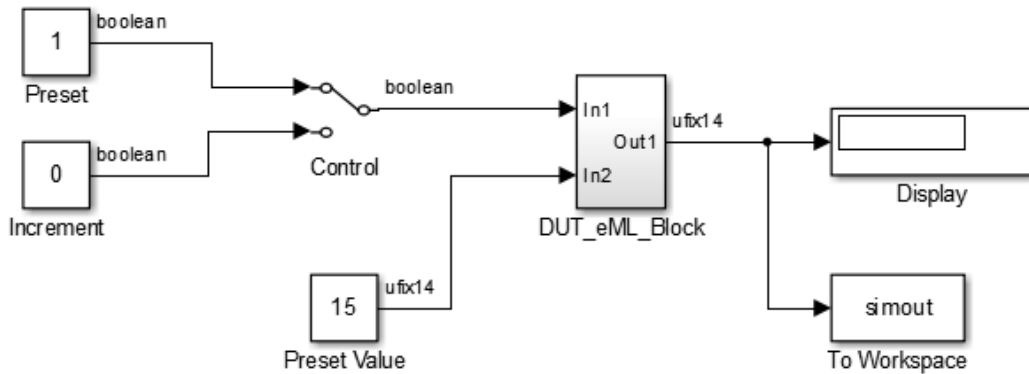 boolean
1
Preset
boolean
0
Increment
Control
boolean
In1
Out1
In2
DUT_eML_Block
ufix14
Display
15
ufix14
Preset Value
simout
To Workspace